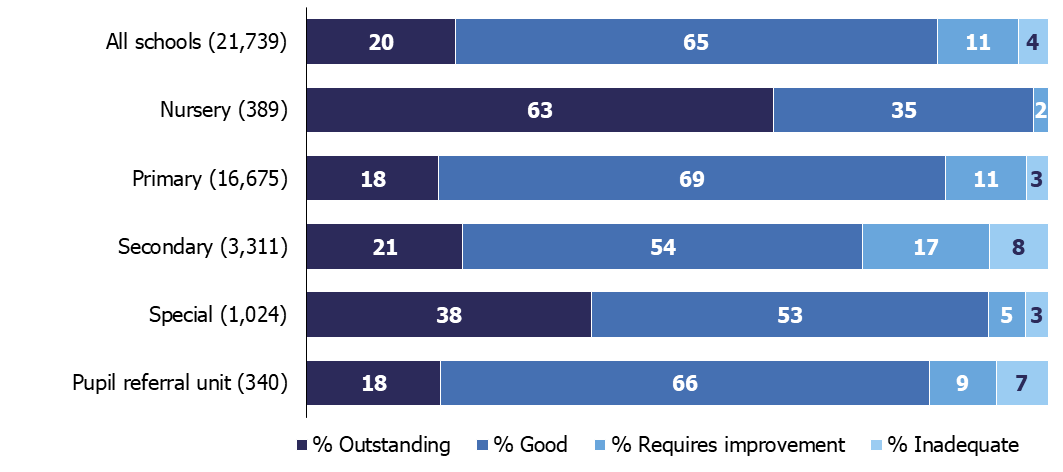 All schools (21,739) 20 65 11 4
Nursery (389) 63 35 2
Primary (16,675) 18 69 11 3
Secondary (3,311) 21 54 17 8
Special (1,024) 38 53 5 3
Pupil referral unit (340) 18 66 9 7
% Outstanding % Good % Requires improvement % Inadequate